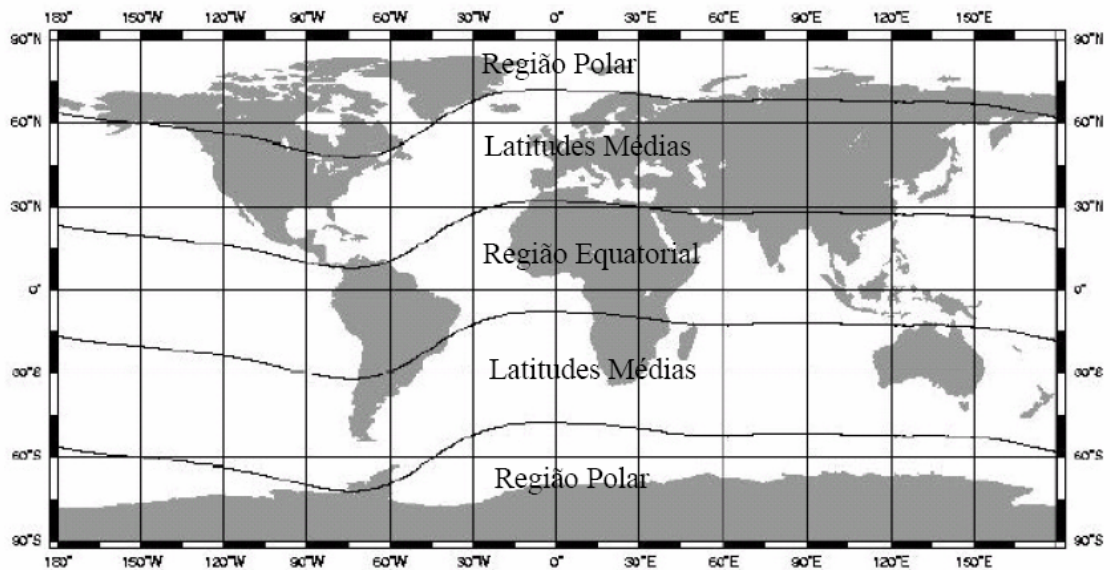 180° 150°W 120°W 90°W 60°W 30°W 0° 30°E 60°E 90°E 120°E 150°E
90°N 90°N
Região Polar
60°N 60°N
Latitudes Médias
30°N 30°N
Região Equatorial
0° 0°
Latitudes Médias
30°S 30°S
60°S 60°S
Região Polar
90°S 90°S
180° 150°W 120°W 90°W 60°W 30°W 0° 30°E 60°E 90°E 120°E 150°E